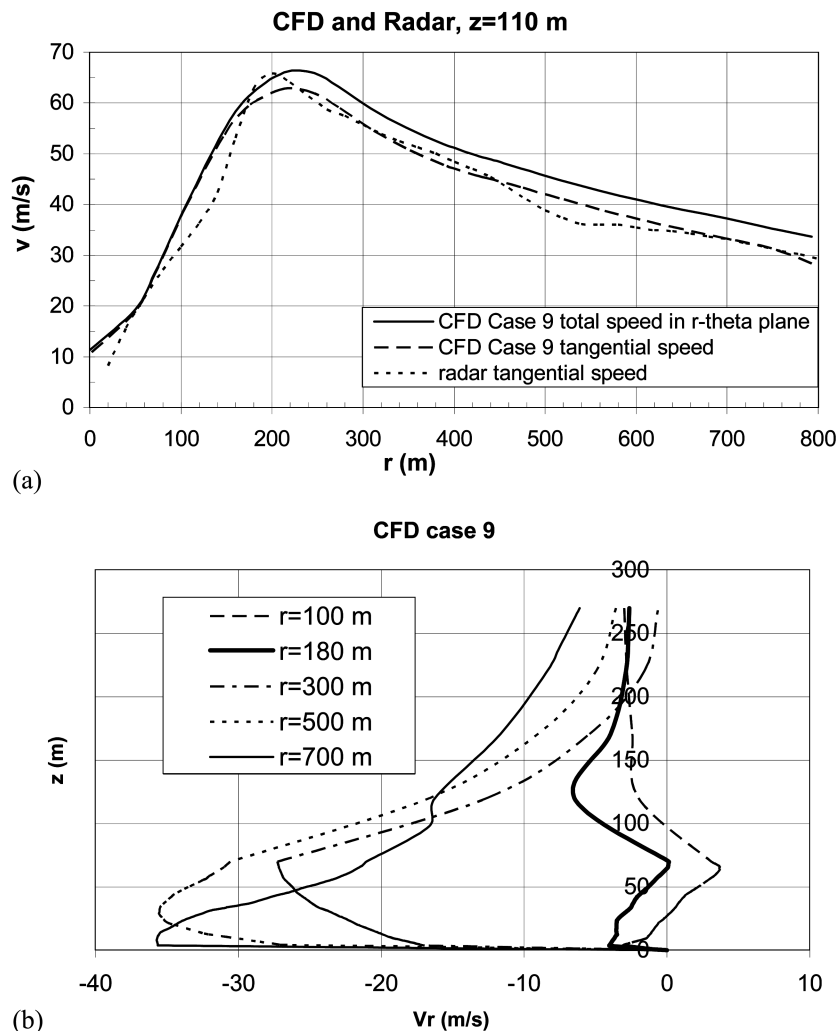 CFD and Radar, z=110 m
70
60
50
40
30
20
10
0
v (m/s)
CFD Case 9 total speed in r-theta plane
CFD Case 9 tangential speed
radar tangential speed
0 100 200 300 400 500 600 700 800
r (m)
(a)
CFD case 9
300
250
200
150
100
50
0
z (m)
r=100 m
r=180 m
r=300 m
r=500 m
r=700 m
-40 -30 -20 -10 0 10
Vr (m/s)
(b)